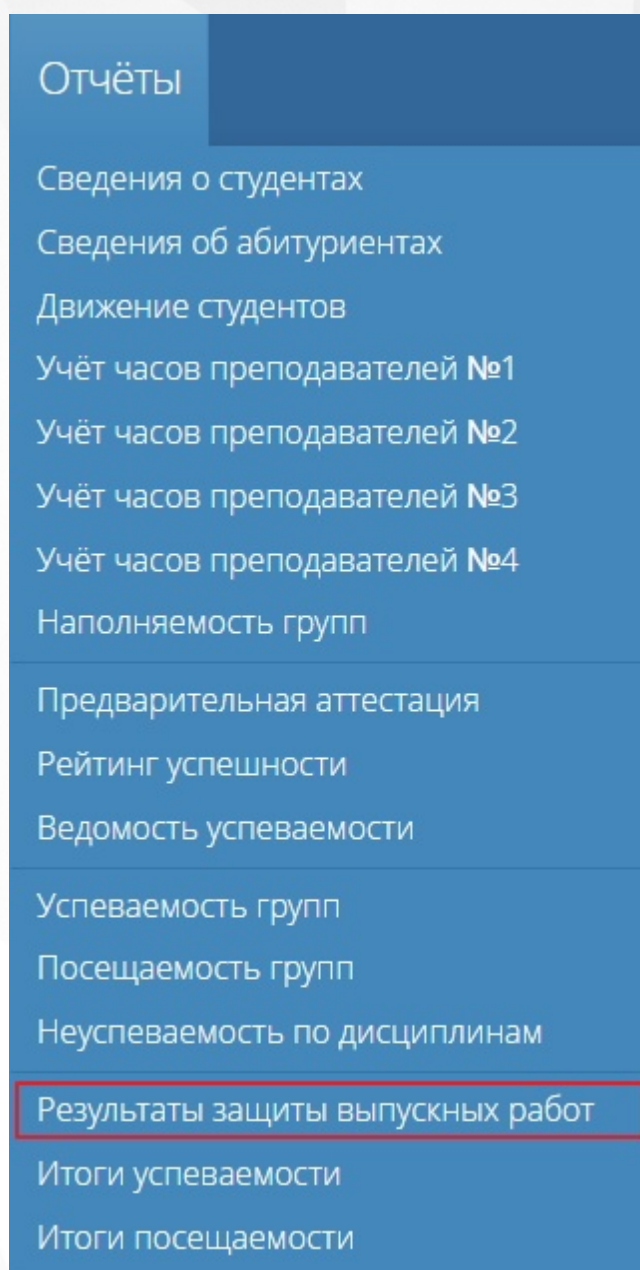 Отчёты
Сведения о студентах
Сведения об абитуриентах
Движение студентов
Учёт часов преподавателей №1
Учёт часов преподавателей №2
Учёт часов преподавателей №3
Учёт часов преподавателей №4
Наполняемость групп
Предварительная аттестация
Рейтинг успешности
Ведомость успеваемости
Успеваемость групп
Посещаемость групп
Неуспеваемость по дисциплинам
Результаты защиты выпускных работ
Итоги успеваемости
Итоги посещаемости